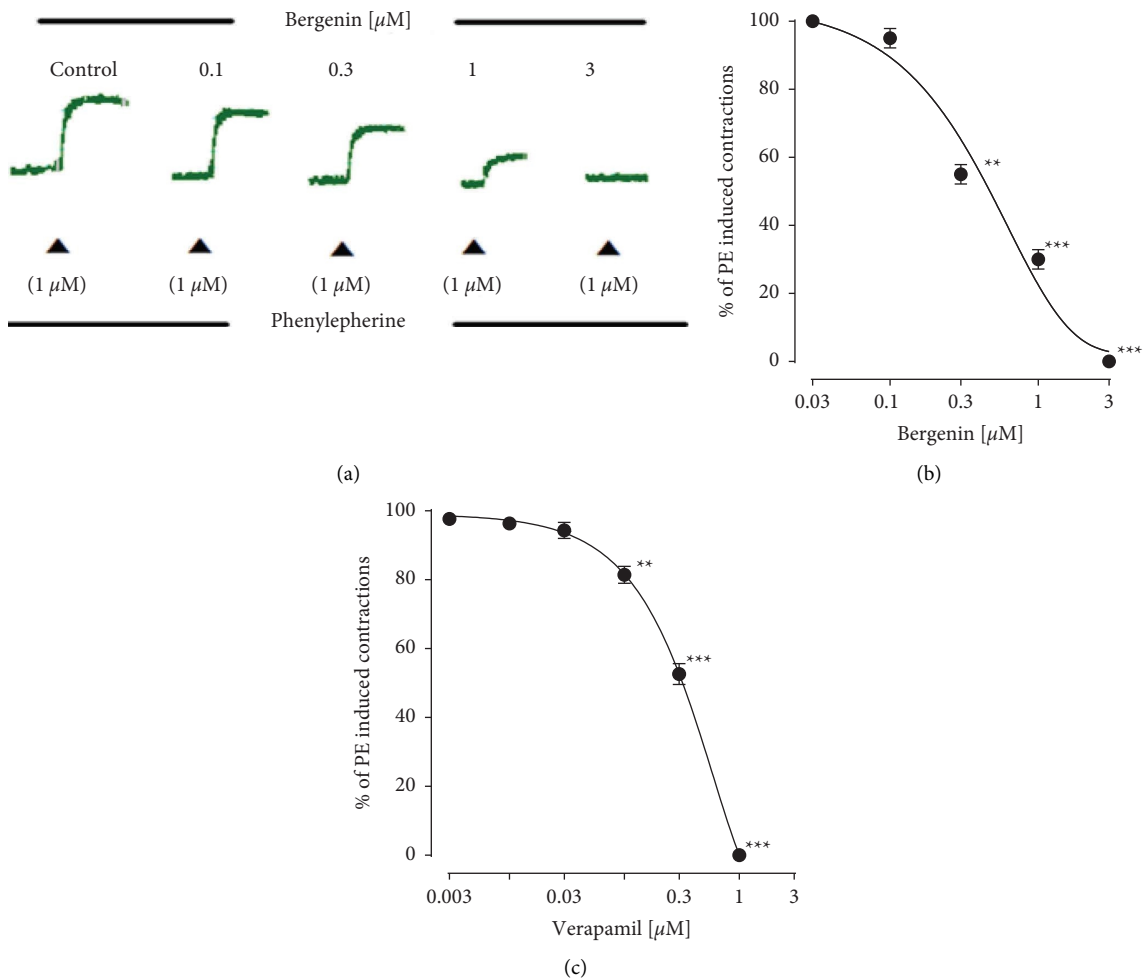 Bergenin [μM]
Control 0.1 0.3 1 3
(1 μM) (1 μM) (1 μM) (1 μM) (1 μM)
Phenylepherine
(a)
% of PE induced contractions
100
80
60
40
20
0
**
***
***
0.03 0.1 0.3 1 3
Bergenin [μM]
(b)
% of PE induced contractions
100
80
60
40
20
0
**
***
***
0.003 0.03 0.3 1 3
Verapamil [μM]
(c)